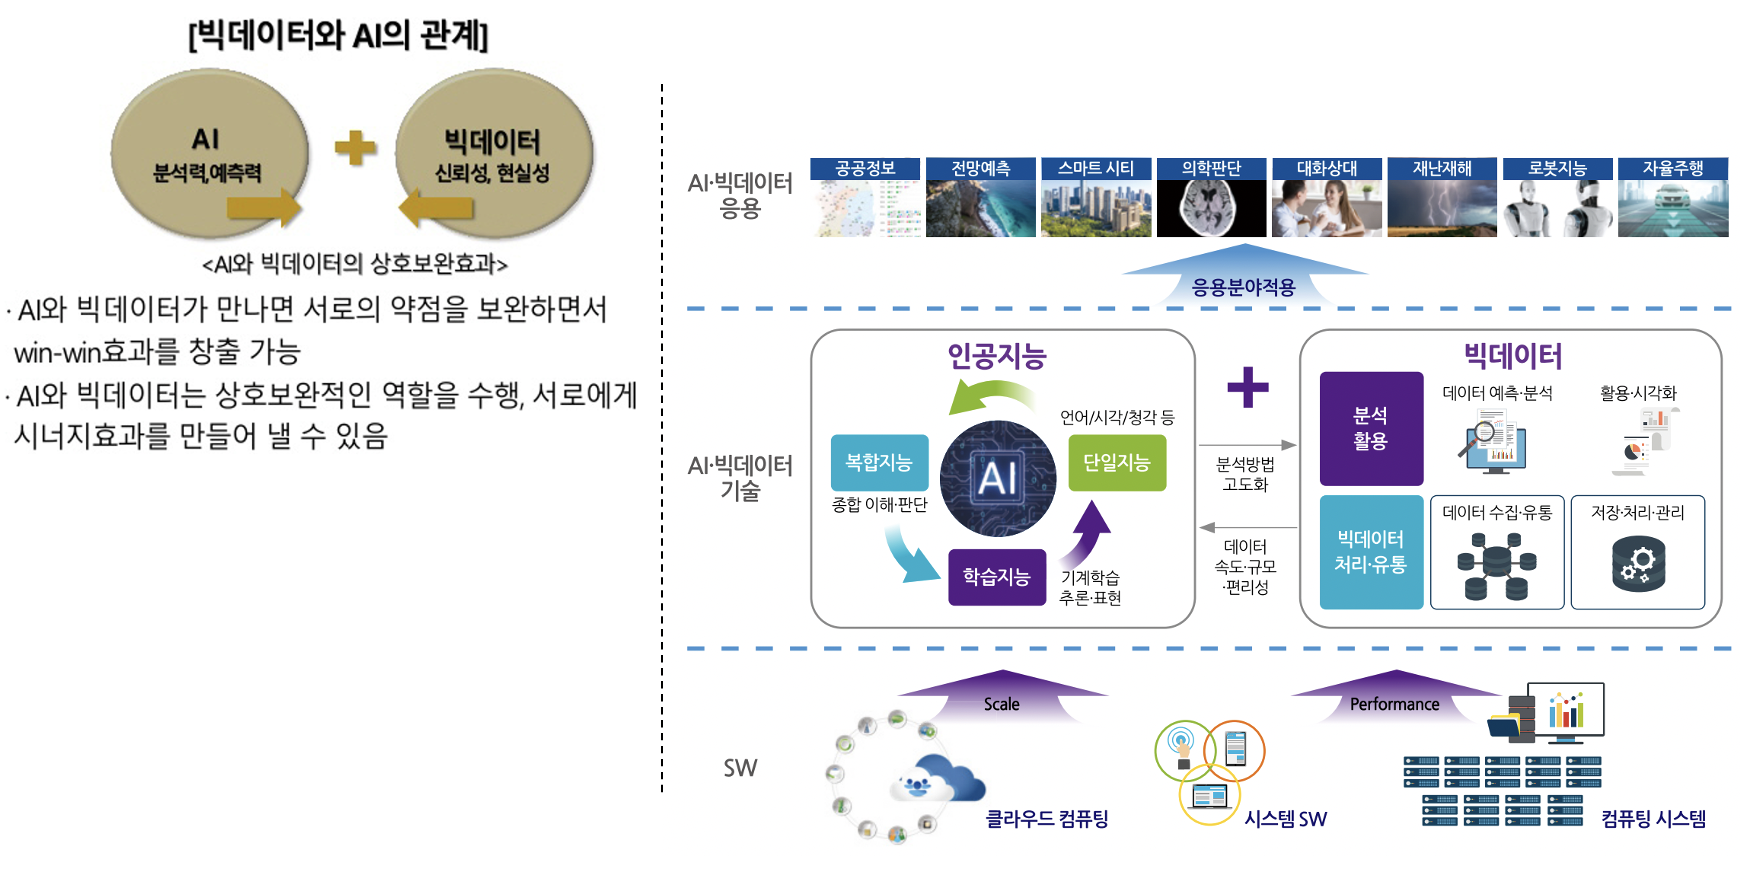 [빅데이터와 AI의 관계]
AI
분석력,예측력
빅데이터
신뢰성, 현실성
<AI와 빅데이터의 상호보완효과>
· AI와 빅데이터가 만나면 서로의 약점을 보완하면서
win-win효과를 창출 가능
· AI와 빅데이터는 상호보완적인 역할을 수행, 서로에게
시너지효과를 만들어 낼 수 있음
AI·빅데이터
응용
공공정보
전망예측
스마트 시티
의학판단
대화상대
재난재해
로봇지능
자율주행
응용분야적용
AI·빅데이터
기술
인공지능
언어/시각/청각 등
복합지능
종합 이해·판단
AI
단일지능
학습지능
기계학습
추론·표현
분석방법
고도화
데이터
속도·규모
·편리성
빅데이터
분석
활용
데이터 예측·분석
활용·시각화
빅데이터
처리·유통
데이터 수집·유통
저장·처리·관리
SW
Scale
Performance
클라우드 컴퓨팅
시스템 SW
컴퓨팅 시스템